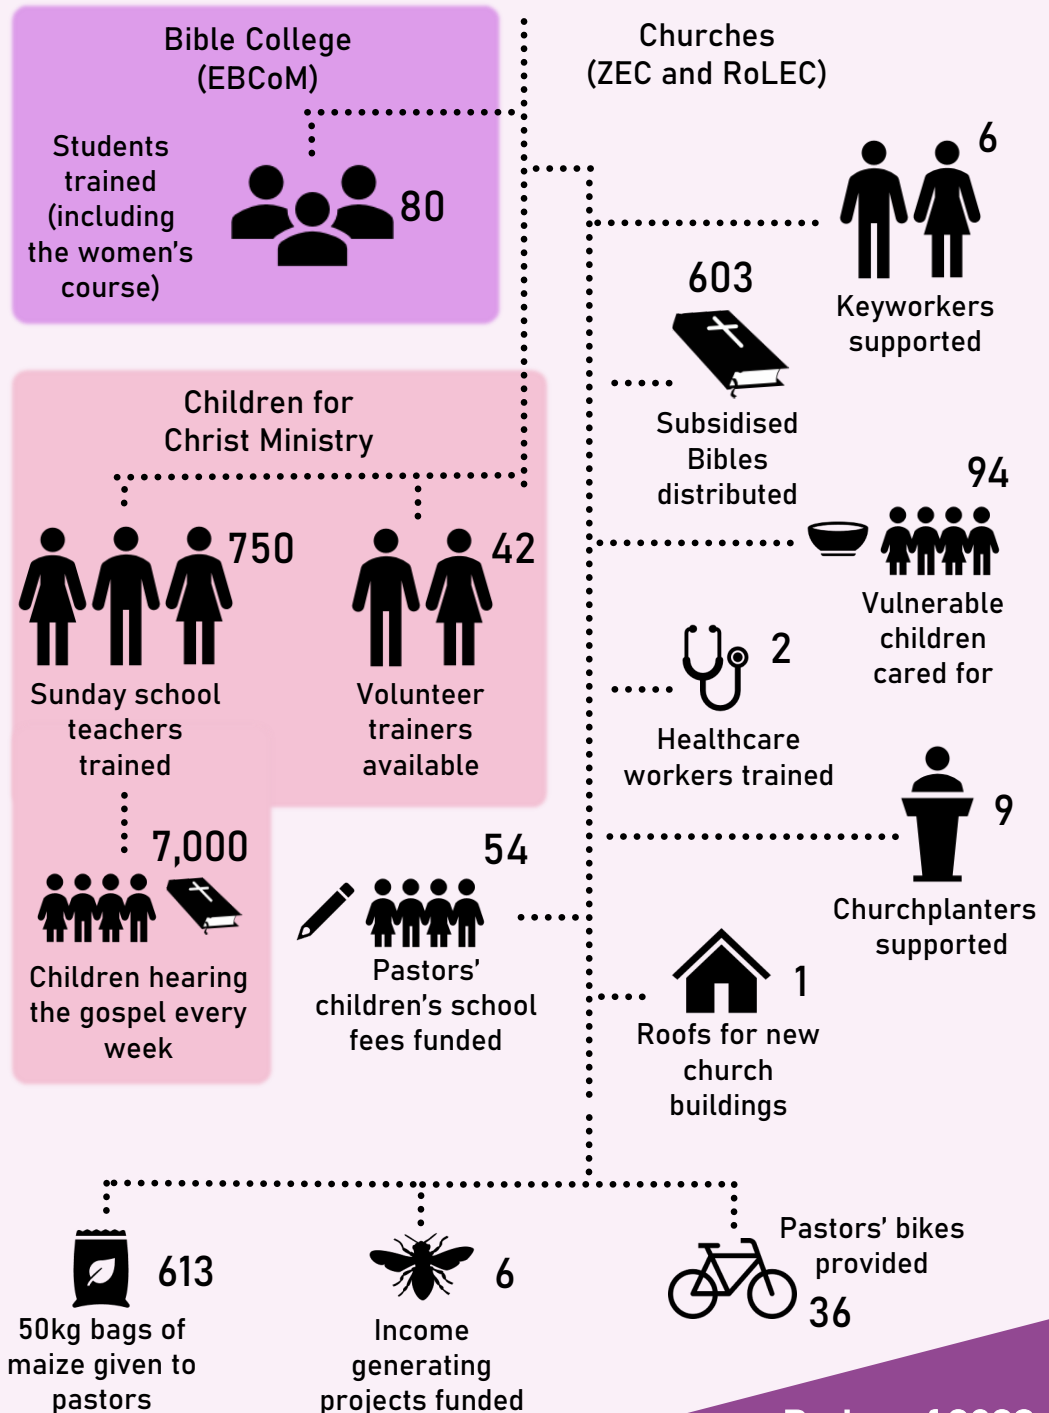 Bible College
(EBCoM)
Students
trained
(including
the women's
course)
80
Churches
(ZEC and RoLEC)
6
Keyworkers
supported
603
Subsidised
Bibles
distributed
94
Vulnerable
children
cared for
2
Healthcare
workers trained
9
Churchplanters
supported
1
Roofs for new
church
buildings
Children for
Christ Ministry
750
Sunday school
teachers
trained
42
Volunteer
trainers
available
7,000
Children hearing
the gospel every
week
54
Pastors'
children's school
fees funded
613
50kg bags of
maize given to
pastors
6
Income
generating
projects funded
Pastors' bikes
provided
36